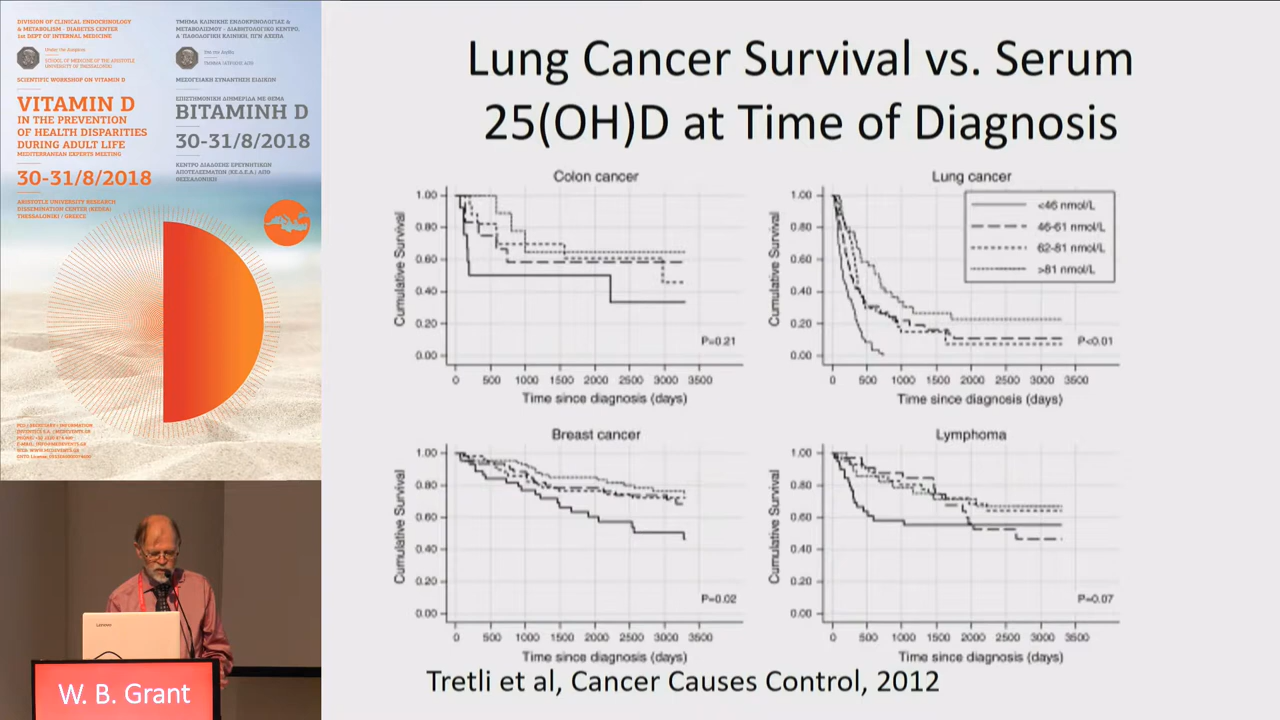 DIVISION OF CLINICAL ENDOCRINOLOGY
& METABOLISM - DIABETES CENTER
1st DEPT OF INTERNAL MEDICINE
Under the auspices
SCHOOL OF MEDICINE OF THE ARISTOTLE
UNIVERSITY OF THESSALONIKI
SCIENTIFIC WORKSHOP ON VITAMIN D
VITAMIN D
IN THE PREVENTION
OF HEALTH DISPARITIES
DURING ADULT LIFE
MEDITERRANEAN EXPERTS MEETING
30-31/8/2018
ARISTOTLE UNIVERSITY RESEARCH
DISSEMINATION CENTER (KEDEA)
THESSALONIKI / GREECE
ΤΜΗΜΑ ΚΛΙΝΙΚΗΣ ΕΝΔΟΚΡΙΝΟΛΟΓΙΑΣ &
ΜΕΤΑΒΟΛΙΣΜΟΥ - ΔΙΑΒΗΤΟΛΟΓΙΚΟ ΚΕΝΤΡΟ,
Α΄ ΠΑΘΟΛΟΓΙΚΗ ΚΛΙΝΙΚΗ, ΠΓΝ ΑΧΕΠΑ
Υπό την Αιγίδα
ΤΜΗΜΑ ΙΑΤΡΙΚΗΣ ΑΠΘ
ΜΕΣΟΓΕΙΑΚΗ ΣΥΝΑΝΤΗΣΗ ΕΙΔΙΚΩΝ
ΕΠΙΣΤΗΜΟΝΙΚΗ ΔΙΗΜΕΡΙΔΑ ΜΕ ΘΕΜΑ
ΒΙΤΑΜΙΝΗ D
30-31/8/2018
ΚΕΝΤΡΟ ΔΙΑΔΟΣΗΣ ΕΡΕΥΝΗΤΙΚΩΝ
ΑΠΟΤΕΛΕΣΜΑΤΩΝ (ΚΕ.Δ.Ε.Α.) ΑΠΘ
ΘΕΣΣΑΛΟΝΙΚΗ
Lenovo
W. B. Grant
Lung Cancer Survival vs. Serum
25(OH)D at Time of Diagnosis
Colon cancer
Cumulative Survival
1.00
0.80
0.60
0.40
0.20
0.00
P=0.21
0 500 1000 1500 2000 2500 3000 3500
Time since diagnosis (days)
Lung cancer
Cumulative Survival
1.00
0.80
0.60
0.40
0.20
0.00
<46 nmol/L
46-61 nmol/L
62-81 nmol/L
>81 nmol/L
P<0.01
0 500 1000 1500 2000 2500 3000 3500
Time since diagnosis (days)
Breast cancer
Cumulative Survival
1.00
0.80
0.60
0.40
0.20
0.00
P=0.02
0 500 1000 1500 2000 2500 3000 3500
Time since diagnosis (days)
Lymphoma
Cumulative Survival
1.00
0.80
0.60
0.40
0.20
0.00
P=0.07
0 500 1000 1500 2000 2500 3000 3500
Time since diagnosis (days)
Tretli et al, Cancer Causes Control, 2012